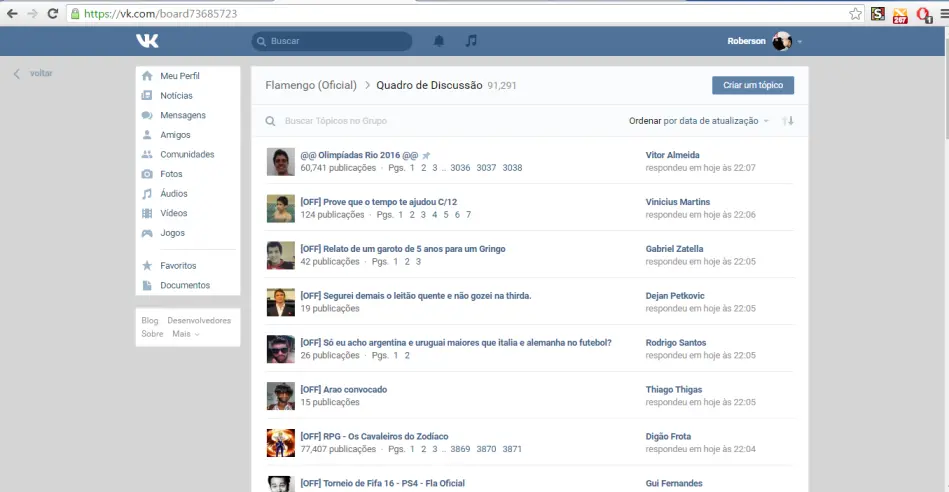 https://vk.com/board73685723
267
1
Buscar
Roberson
voltar
Meu Perfil
Notícias
Mensagens
Amigos
Comunidades
Fotos
Áudios
Vídeos
Jogos
Favoritos
Documentos
Blog Desenvolvedores
Sobre Mais
Flamengo (Oficial) > Quadro de Discussão 91,291
Criar um tópico
Buscar Tópicos no Grupo
Ordenar por data de atualização
@@ Olimpíadas Rio 2016 @@
60,741 publicações · Pgs. 1 2 3 .. 3036 3037 3038
Vitor Almeida
respondeu em hoje às 22:07
[OFF] Prove que o tempo te ajudou C/12
124 publicações · Pgs. 1 2 3 4 5 6 7
Vinicius Martins
respondeu em hoje às 22:06
[OFF] Relato de um garoto de 5 anos para um Gringo
42 publicações · Pgs. 1 2 3
Gabriel Zatella
respondeu em hoje às 22:05
[OFF] Segurei demais o leitão quente e não gozei na thirda.
19 publicações
Dejan Petkovic
respondeu em hoje às 22:05
[OFF] Só eu acho argentina e uruguai maiores que italia e alemanha no futebol?
26 publicações · Pgs. 1 2
Rodrigo Santos
respondeu em hoje às 22:05
[OFF] Arao convocado
15 publicações
Thiago Thigas
respondeu em hoje às 22:05
[OFF] RPG - Os Cavaleiros do Zodíaco
77,407 publicações · Pgs. 1 2 3 .. 3869 3870 3871
Digão Frota
respondeu em hoje às 22:04
[OFF] Torneio de Fifa 16 - PS4 - Fla Oficial
Gui Fernandes